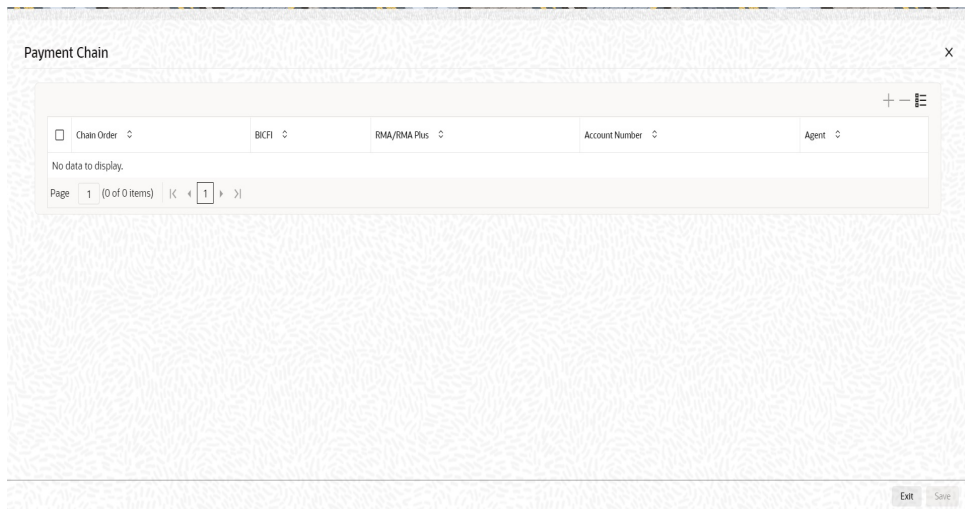 Payment Chain
X
Chain Order BICFI RMA/RMA Plus Account Number Agent
No data to display.
Page 1 (0 of 0 items) 1
Exit Save